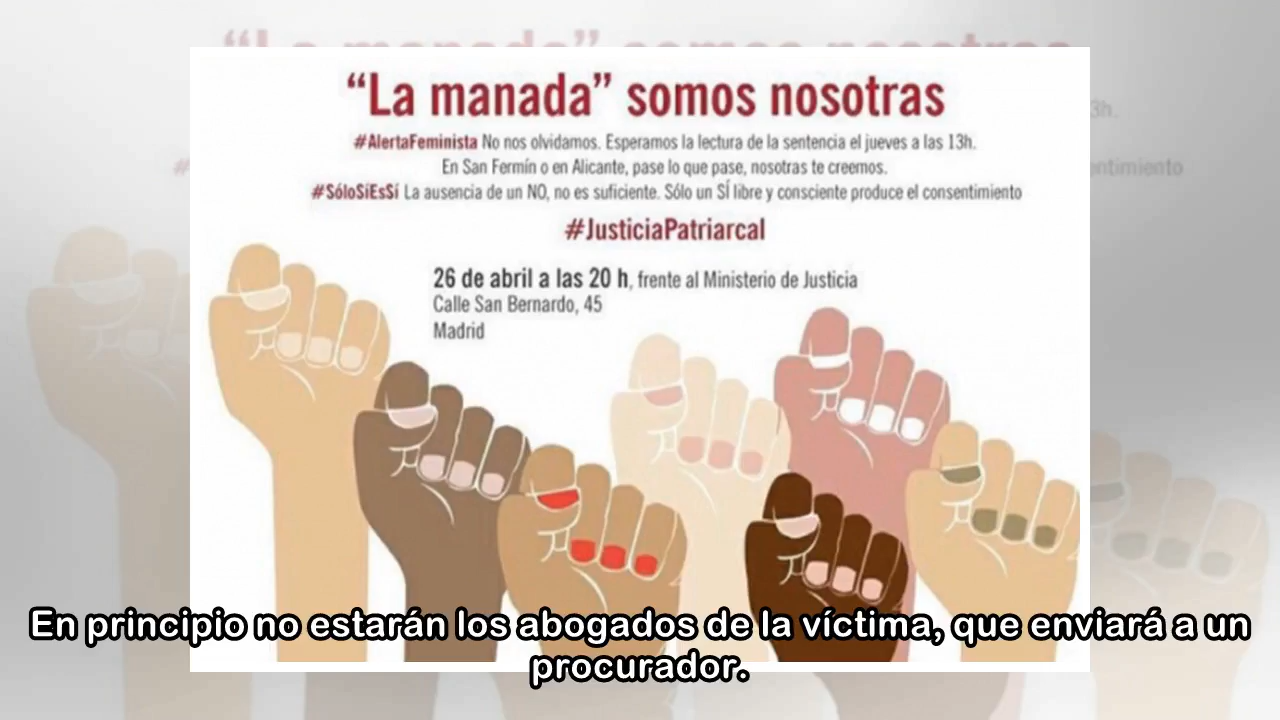 “La manada” somos nosotras
#AlertaFeminista No nos olvidamos. Esperamos la lectura de la sentencia el jueves a las 13h.
En San Fermín o en Alicante, pase lo que pase, nosotras te creemos.
#SóloSíEsSí La ausencia de un NO, no es suficiente. Sólo un SÍ libre y consciente produce el consentimiento
#JusticiaPatriarcal
26 de abril a las 20 h, frente al Ministerio de Justicia
Calle San Bernardo, 45
Madrid
En principio no estarán los abogados de la víctima, que enviará a un
procurador.